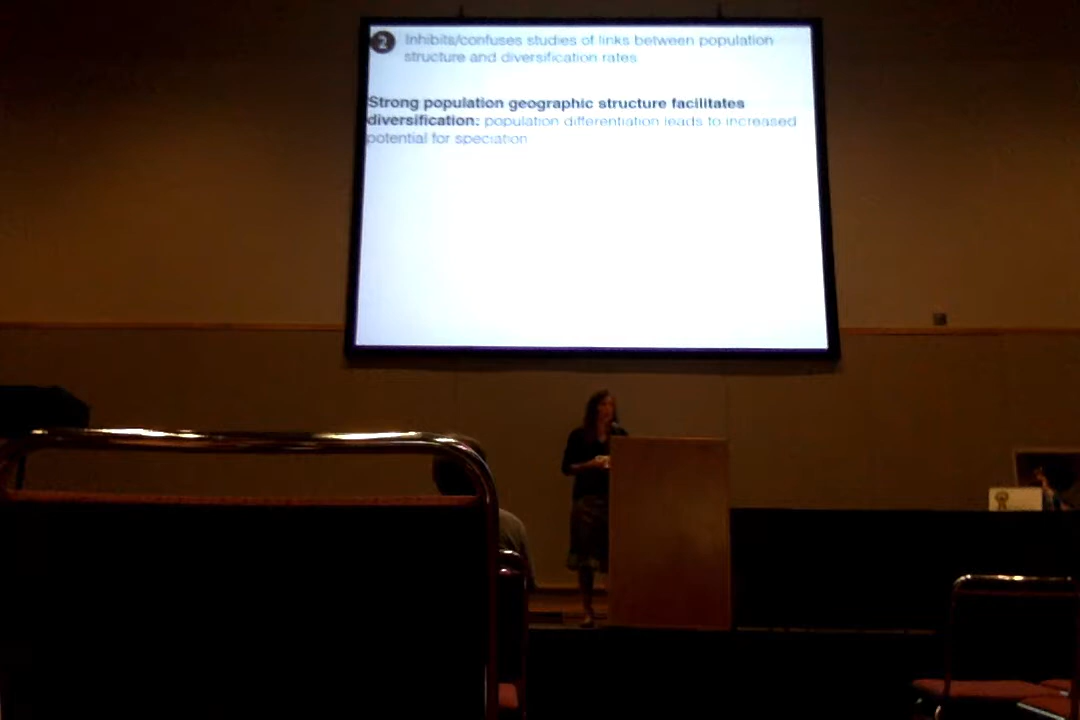 2 Inhibits/confuses studies of links between population
structure and diversification rates
Strong population geographic structure facilitates
diversification: population differentiation leads to increased
potential for speciation